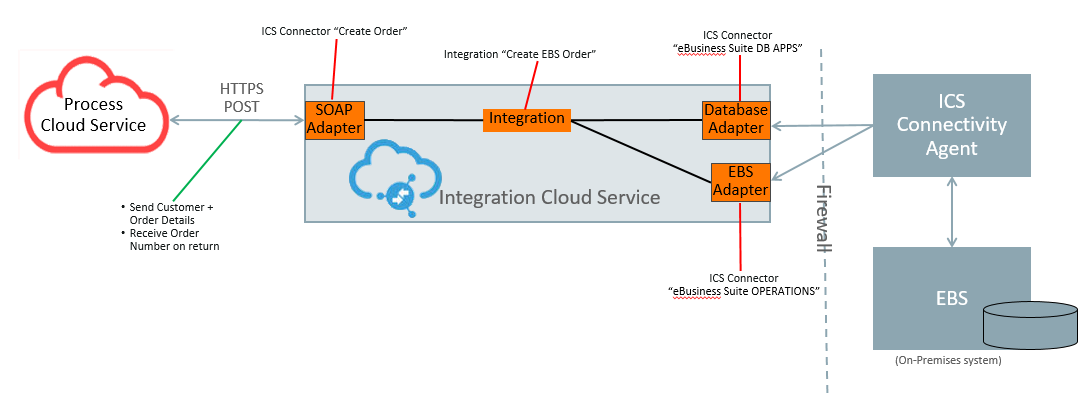 ICS Connector “Create Order”
Integration “Create EBS Order”
ICS Connector
“eBusiness Suite DB APPS”
Process
Cloud Service
HTTPS
POST
SOAP
Adapter
Integration
Database
Adapter
EBS
Adapter
Integration Cloud Service
ICS
Connectivity
Agent
Firewall
• Send Customer +
Order Details
• Receive Order
Number on return
ICS Connector
“eBusiness Suite OPERATIONS”
EBS
(On-Premises system)